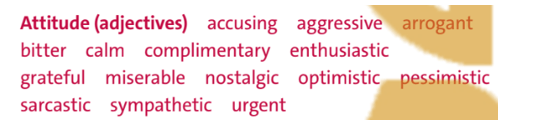 Attitude (adjectives) accusing aggressive arrogant
bitter calm complimentary enthusiastic
grateful miserable nostalgic optimistic pessimistic
sarcastic sympathetic urgent